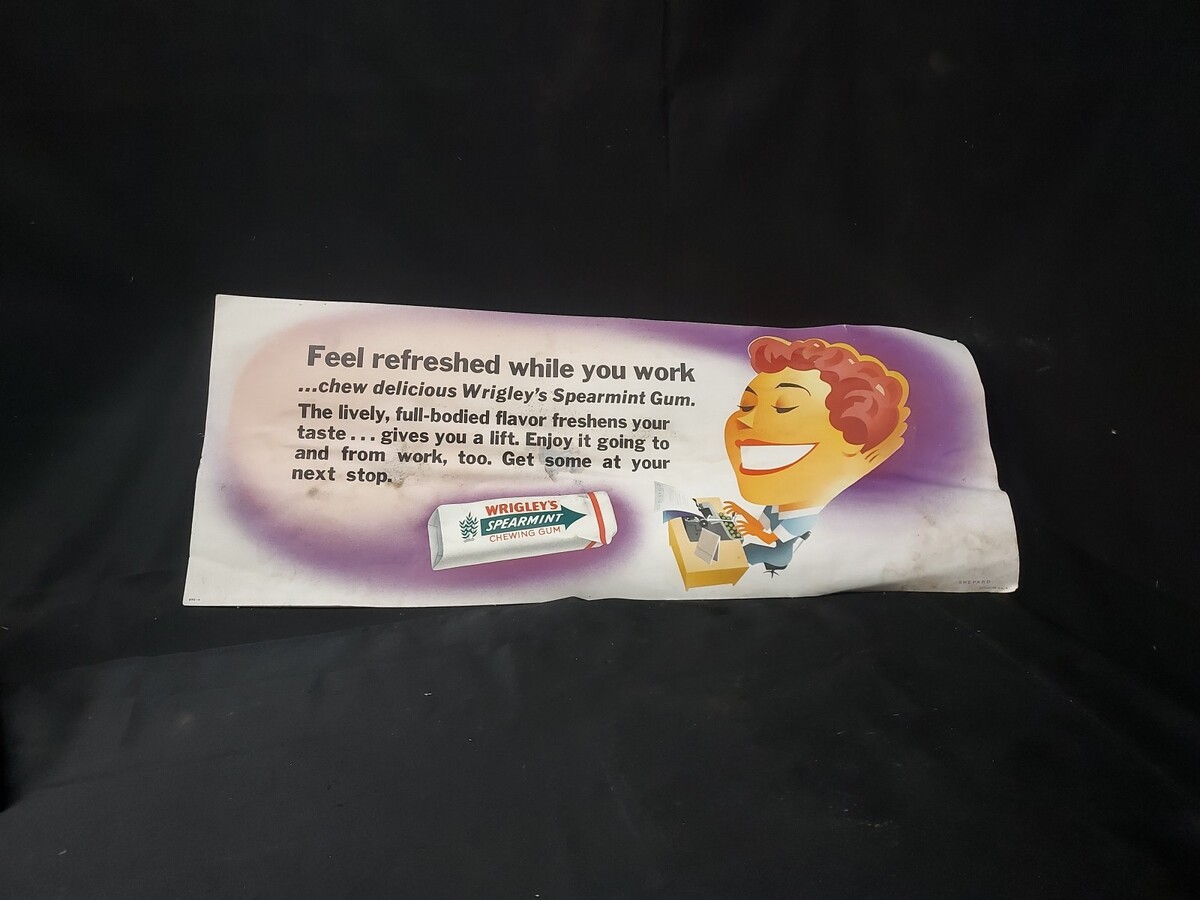 Feel refreshed while you work
...chew delicious Wrigley's Spearmint Gum.
The lively, full-bodied flavor freshens your
taste... gives you a lift. Enjoy it going to
and from work, too. Get some at your
next stop.
WRIGLEY'S
SPEARMINT
CHEWING GUM
SHEPARD